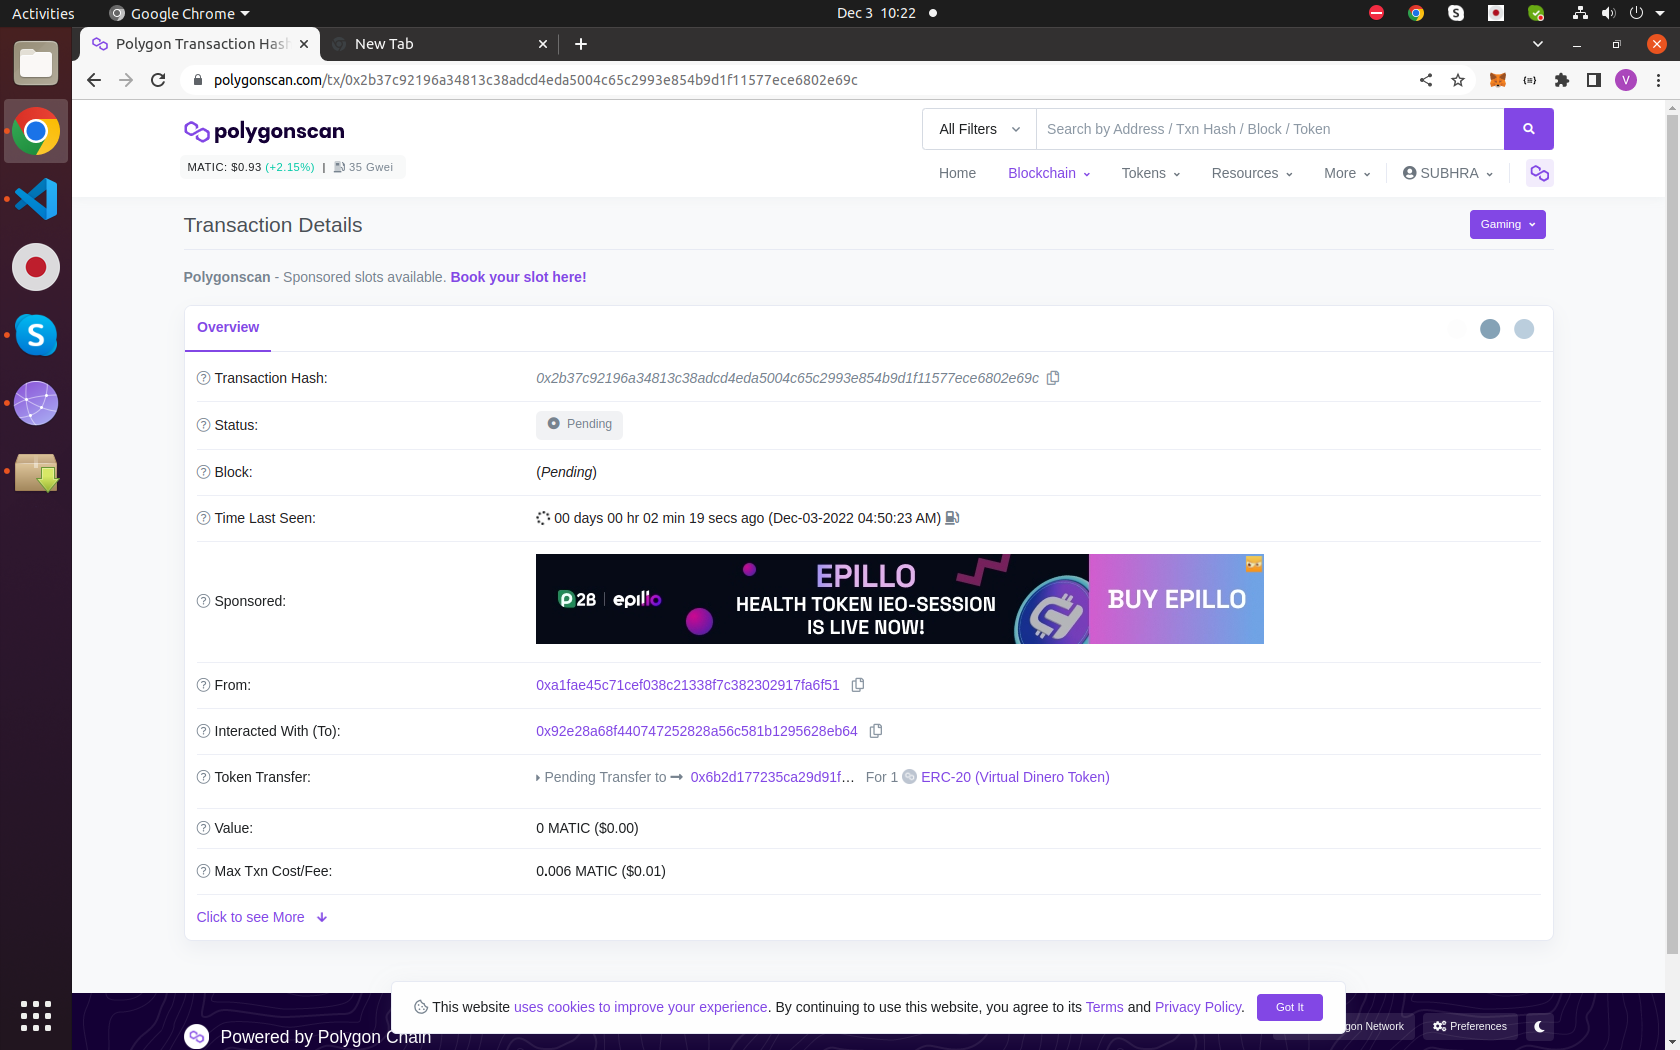 Activities
Google Chrome
Dec 3 10:22
Polygon Transaction Hash
New Tab
polygonscan.com/tx/0x2b37c92196a34813c38adcd4eda5004c65c2993e854b9d1f11577ece6802e69c
V
polygonscan
All Filters
Search by Address / Txn Hash / Block / Token
MATIC: $0.93 (+2.15%) | 35 Gwei
Home
Blockchain
Tokens
Resources
More
SUBHRA
Transaction Details
Gaming
Polygonscan - Sponsored slots available. Book your slot here!
Overview
Transaction Hash:
0x2b37c92196a34813c38adcd4eda5004c65c2993e854b9d1f11577ece6802e69c
Status:
Pending
Block:
(Pending)
Time Last Seen:
00 days 00 hr 02 min 19 secs ago (Dec-03-2022 04:50:23 AM)
Sponsored:
P2B | epillo
EPILLO
HEALTH TOKEN IEO-SESSION
IS LIVE NOW!
BUY EPILLO
From:
0xa1fae45c71cef038c21338f7c382302917fa6f51
Interacted With (To):
0x92e28a68f440747252828a56c581b1295628eb64
Token Transfer:
Pending Transfer to 0x6b2d177235ca29d91f... For 1 ERC-20 (Virtual Dinero Token)
Value:
0 MATIC ($0.00)
Max Txn Cost/Fee:
0.006 MATIC ($0.01)
Click to see More
This website uses cookies to improve your experience. By continuing to use this website, you agree to its Terms and Privacy Policy.
Got It
Powered by Polygon Chain
gon Network
Preferences